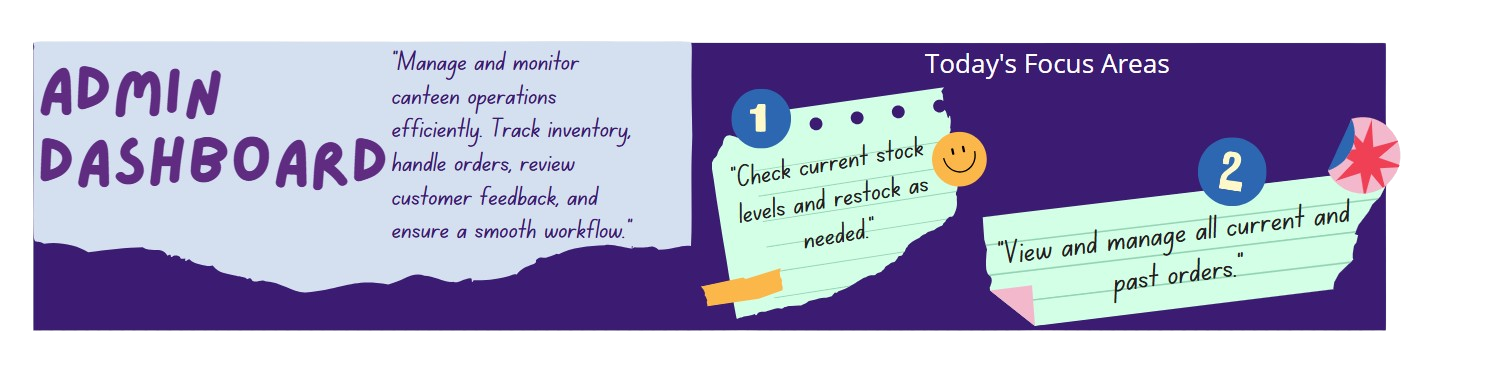 ADMIN
DASHBOARD
"Manage and monitor
canteen operations
efficiently. Track inventory,
handle orders, review
customer feedback, and
ensure a smooth workflow."
Today's Focus Areas
1
"Check current stock
levels and restock as
needed."
2
"View and manage all current and
past orders."